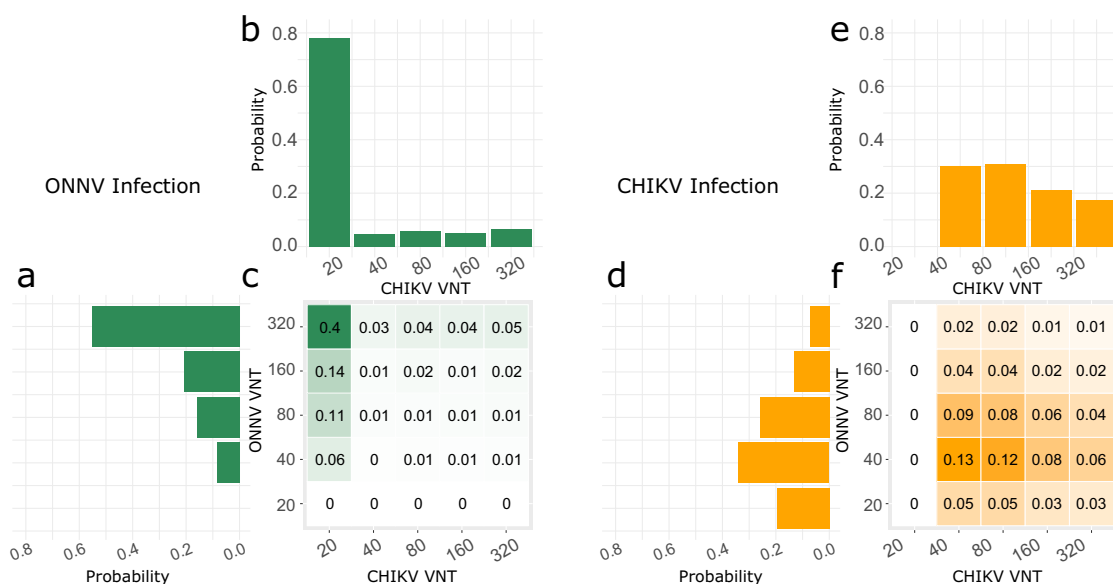 b
e
Probability
0.8
0.6
0.4
0.2
0.0
20 40 80 160 320
CHIKV VNT
Probability
0.8
0.6
0.4
0.2
0.0
20 40 80 160 320
CHIKV VNT
ONNV Infection
CHIKV Infection
a
c
d
f
0.8 0.6 0.4 0.2 0.0
Probability
ONNV VNT
320 0.4 0.03 0.04 0.04 0.05
160 0.14 0.01 0.02 0.01 0.02
80 0.11 0.01 0.01 0.01 0.01
40 0.06 0 0.01 0.01 0.01
20 0 0 0 0 0
20 40 80 160 320
CHIKV VNT
0.8 0.6 0.4 0.2 0.0
Probability
ONNV VNT
320 0 0.02 0.02 0.01 0.01
160 0 0.04 0.04 0.02 0.02
80 0 0.09 0.08 0.06 0.04
40 0 0.13 0.12 0.08 0.06
20 0 0.05 0.05 0.03 0.03
20 40 80 160 320
CHIKV VNT